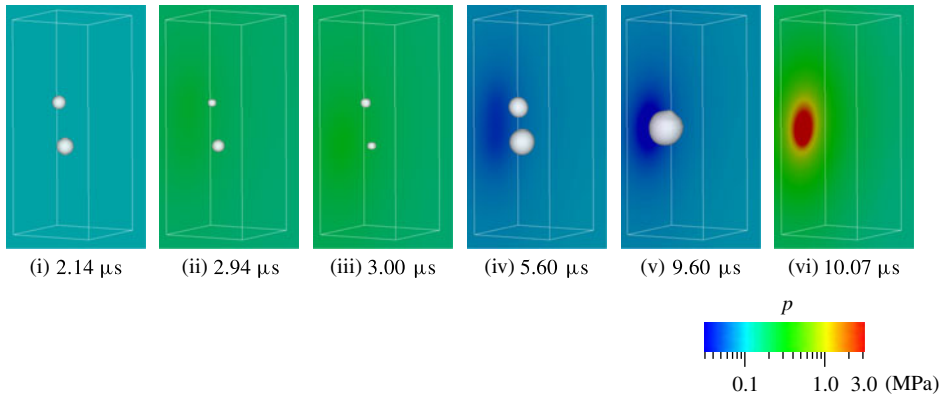 (i) 2.14 μs (ii) 2.94 μs (iii) 3.00 μs (iv) 5.60 μs (v) 9.60 μs (vi) 10.07 μs
p
0.1 1.0 3.0 (MPa)